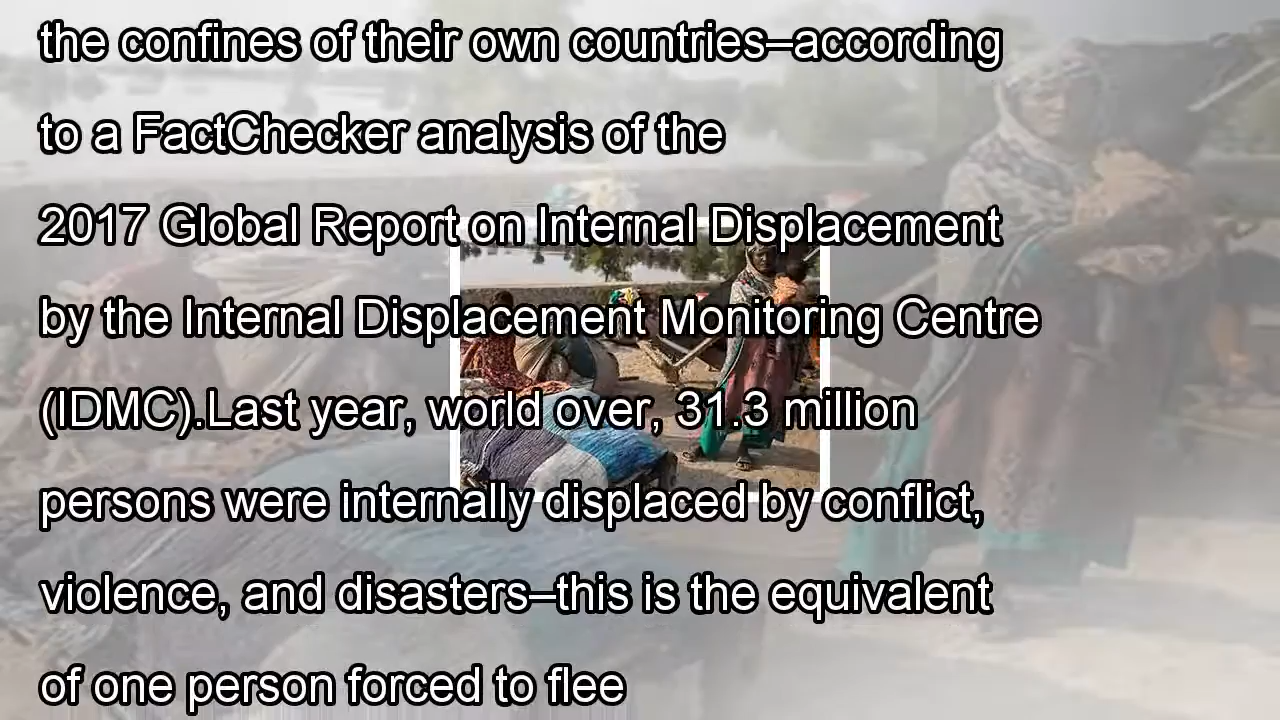 the confines of their own countries–according
to a FactChecker analysis of the
2017 Global Report on Internal Displacement
by the Internal Displacement Monitoring Centre
(IDMC).Last year, world over, 31.3 million
persons were internally displaced by conflict,
violence, and disasters–this is the equivalent
of one person forced to flee